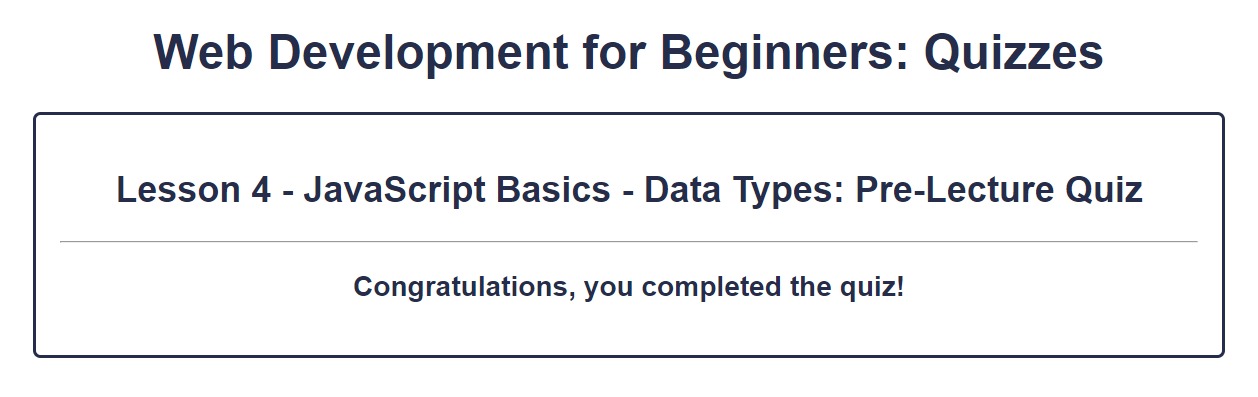 Web Development for Beginners: Quizzes
Lesson 4 - JavaScript Basics - Data Types: Pre-Lecture Quiz
Congratulations, you completed the quiz!